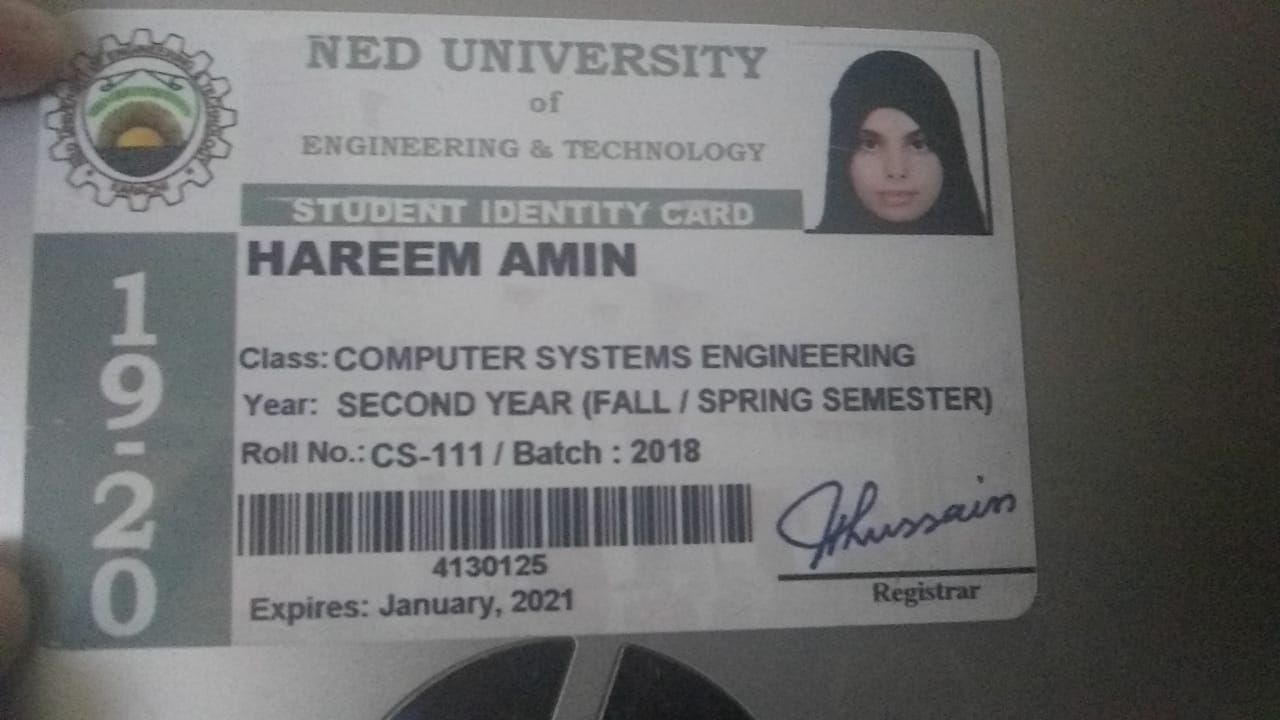 NED UNIVERSITY
of
ENGINEERING & TECHNOLOGY
STUDENT IDENTITY CARD
HAREEM AMIN
19-20
Class: COMPUTER SYSTEMS ENGINEERING
Year: SECOND YEAR (FALL / SPRING SEMESTER)
Roll No.: CS-111 / Batch : 2018
4130125
Expires: January, 2021
Hussain
Registrar